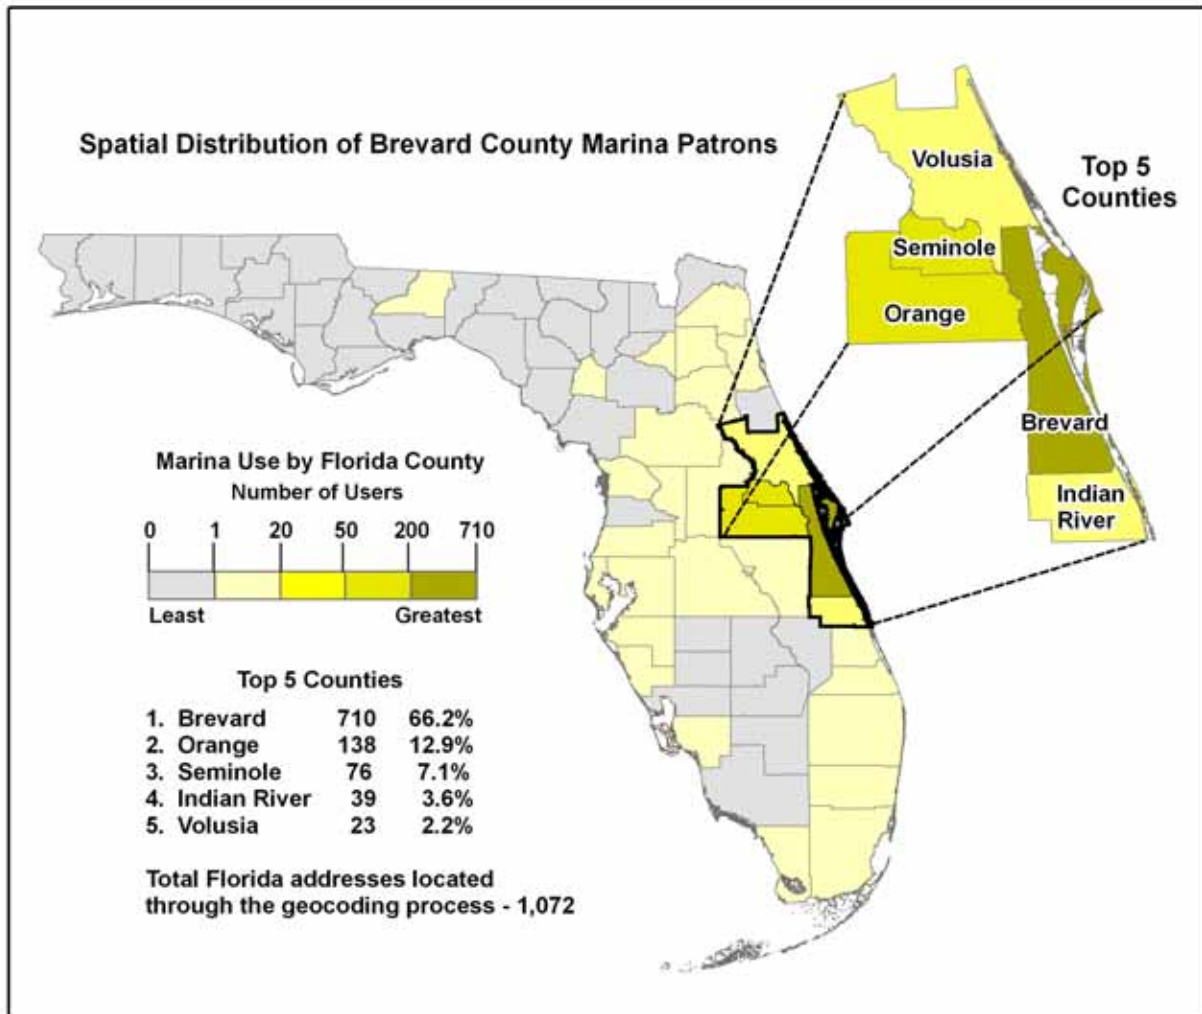 Spatial Distribution of Brevard County Marina Patrons
Top 5
Counties
Volusia
Seminole
Orange
Brevard
Indian
River
Marina Use by Florida County
Number of Users
0 1 20 50 200 710
Least Greatest
Top 5 Counties
1. Brevard 710 66.2%
2. Orange 138 12.9%
3. Seminole 76 7.1%
4. Indian River 39 3.6%
5. Volusia 23 2.2%
Total Florida addresses located
through the geocoding process - 1,072